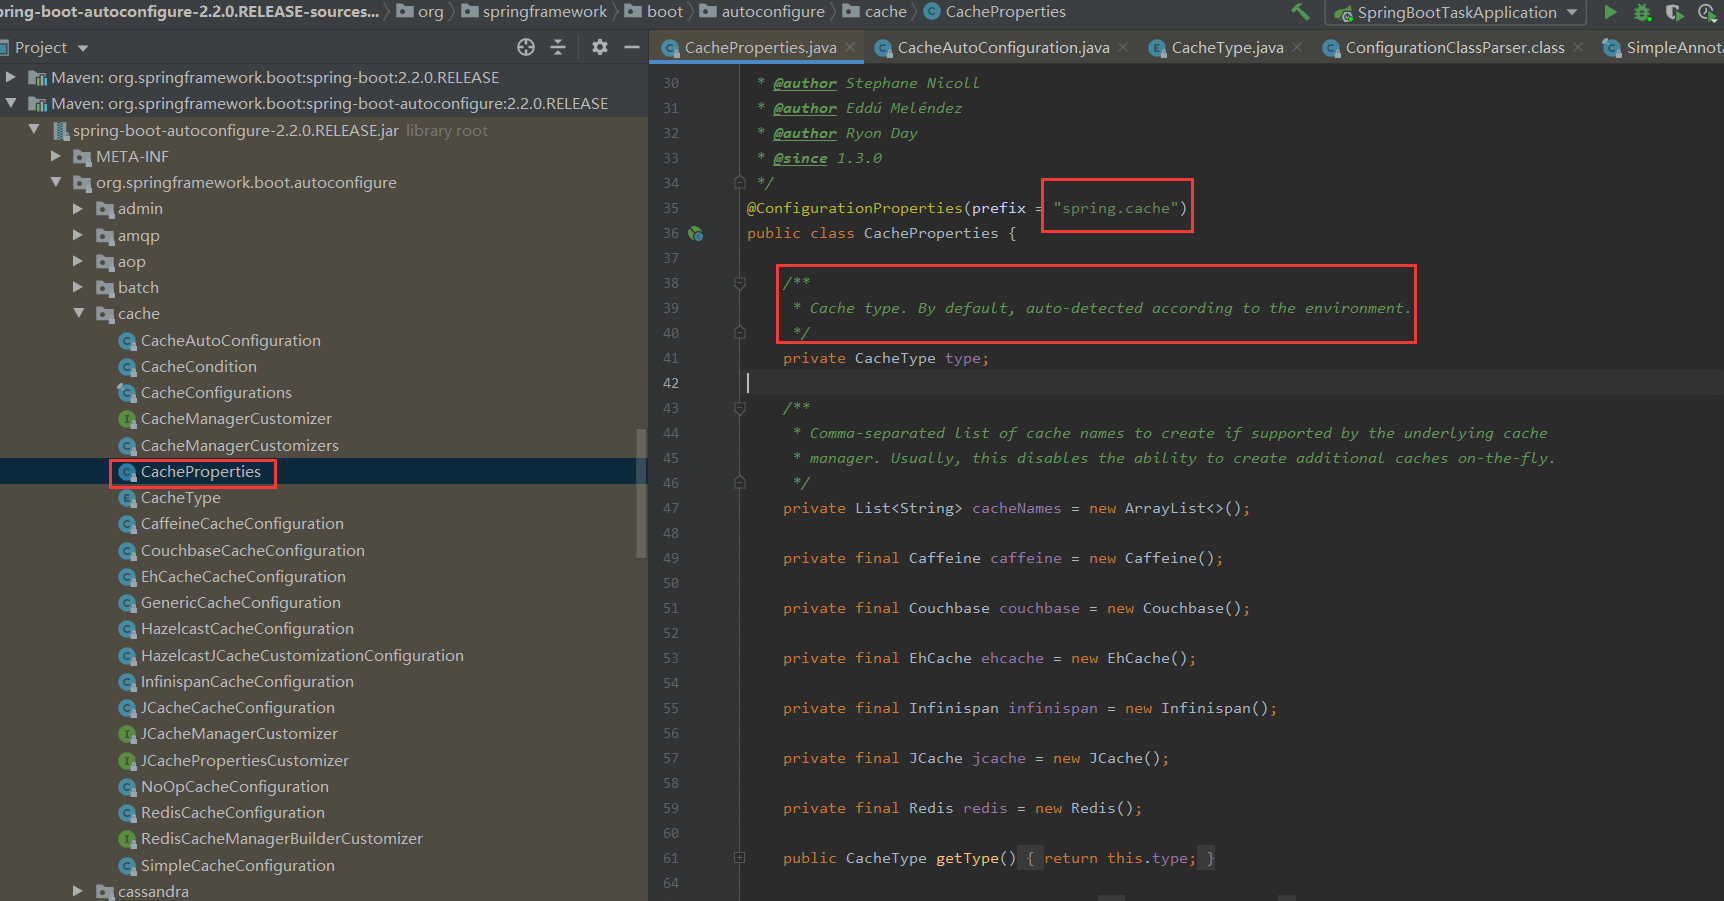 pring-boot-autoconfigure-2.2.0.RELEASE-sources... org springframework boot autoconfigure cache CacheProperties SpringBootTaskApplication
Project
CacheProperties.java CacheAutoConfiguration.java CacheType.java ConfigurationClassParser.class SimpleAnnota
Maven: org.springframework.boot:spring-boot:2.2.0.RELEASE
Maven: org.springframework.boot:spring-boot-autoconfigure:2.2.0.RELEASE
spring-boot-autoconfigure-2.2.0.RELEASE.jar library root
META-INF
org.springframework.boot.autoconfigure
admin
amqp
aop
batch
cache
CacheAutoConfiguration
CacheCondition
CacheConfigurations
CacheManagerCustomizer
CacheManagerCustomizers
CacheProperties
CacheType
CaffeineCacheConfiguration
CouchbaseCacheConfiguration
EhCacheCacheConfiguration
GenericCacheConfiguration
HazelcastCacheConfiguration
HazelcastJCacheCustomizationConfiguration
InfinispanCacheConfiguration
JCacheCacheConfiguration
JCacheManagerCustomizer
JCachePropertiesCustomizer
NoOpCacheConfiguration
RedisCacheConfiguration
RedisCacheManagerBuilderCustomizer
SimpleCacheConfiguration
cassandra
30 * @author Stephane Nicoll
31 * @author Eddú Meléndez
32 * @author Ryon Day
33 * @since 1.3.0
34 */
35 @ConfigurationProperties(prefix = "spring.cache")
36 public class CacheProperties {
37
38 /**
39 * Cache type. By default, auto-detected according to the environment.
40 */
41 private CacheType type;
42
43 /**
44 * Comma-separated list of cache names to create if supported by the underlying cache
45 * manager. Usually, this disables the ability to create additional caches on-the-fly.
46 */
47 private List<String> cacheNames = new ArrayList<>();
48
49 private final Caffeine caffeine = new Caffeine();
50
51 private final Couchbase couchbase = new Couchbase();
52
53 private final EhCache ehcache = new EhCache();
54
55 private final Infinispan infinispan = new Infinispan();
56
57 private final JCache jcache = new JCache();
58
59 private final Redis redis = new Redis();
60
61 public CacheType getType() { return this.type; }
64